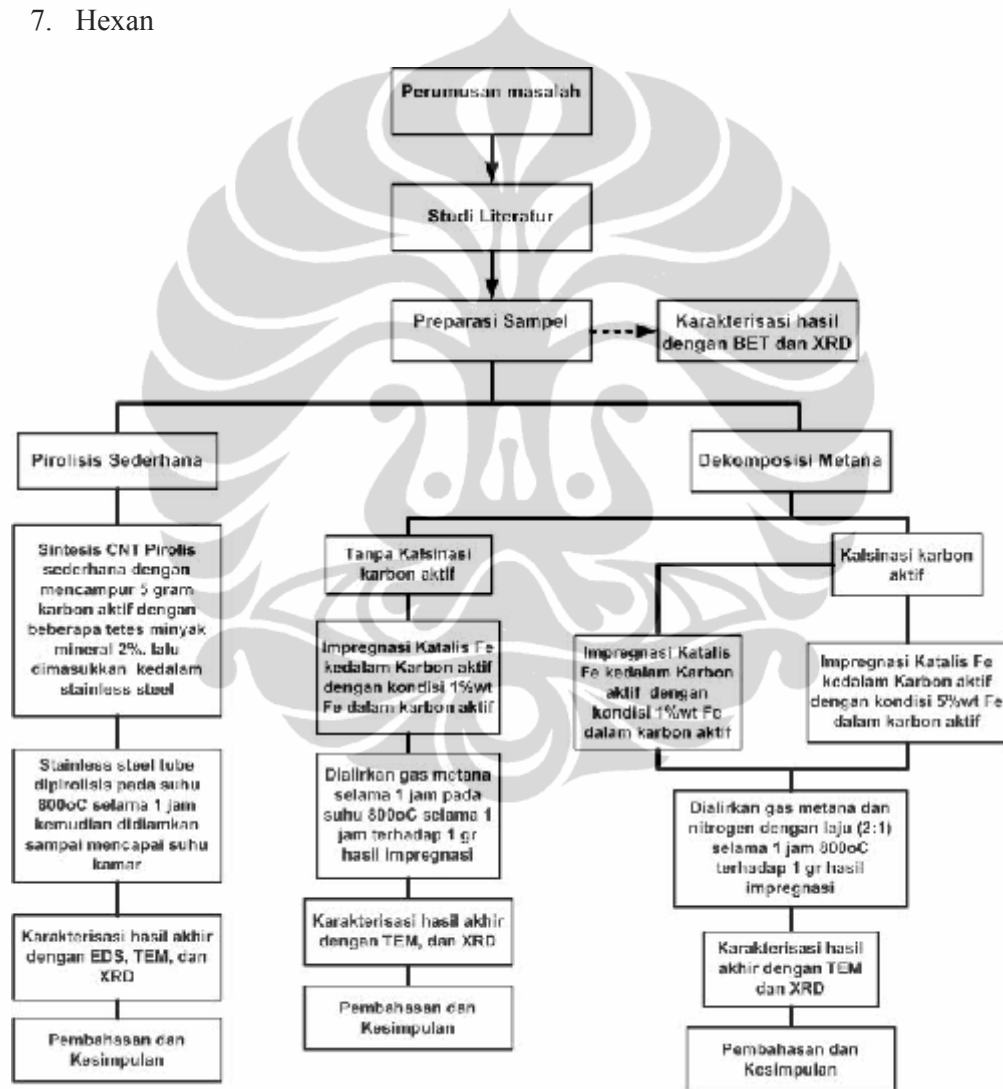 7. Hexan
Perumusan masalah
Studi Literatur
Preparasi Sampel
Karakterisasi hasil
dengan BET dan XRD
Pirolisis Sederhana
Dekomposisi Metana
Sintesis CNT Pirolis
sederhana dengan
mencampur 5 gram
karbon aktif dengan
beberapa tetes minyak
mineral 2%. lalu
dimasukkan kedalam
stainless steel
Stainless steel tube
dipirolisis pada suhu
800oC selama 1 jam
kemudian didiamkan
sampai mencapai suhu
kamar
Karakterisasi hasil akhir
dengan EDS, TEM, dan
XRD
Pembahasan dan
Kesimpulan
Tanpa Kalsinasi
karbon aktif
Impregnasi Katalis Fe
kedalam Karbon aktif
dengan kondisi 1%wt
Fe dalam karbon aktif
Dialirkan gas metana
selama 1 jam pada
suhu 800oC selama 1
jam terhadap 1 gr
hasil impregnasi
Karakterisasi hasil akhir
dengan TEM, dan XRD
Pembahasan dan
Kesimpulan
Kalsinasi karbon
aktif
Impregnasi Katalis
Fe kedalam Karbon
aktif dengan
kondisi 1%wt Fe
dalam karbon aktif
Impregnasi Katalis Fe
kedalam Karbon aktif
dengan kondisi 5%wt Fe
dalam karbon aktif
Dialirkan gas metana dan
nitrogen dengan laju (2:1)
selama 1 jam 800oC
terhadap 1 gr hasil
impregnasi
Karakterisasi hasil
akhir dengan TEM
dan XRD
Pembahasan dan
Kesimpulan